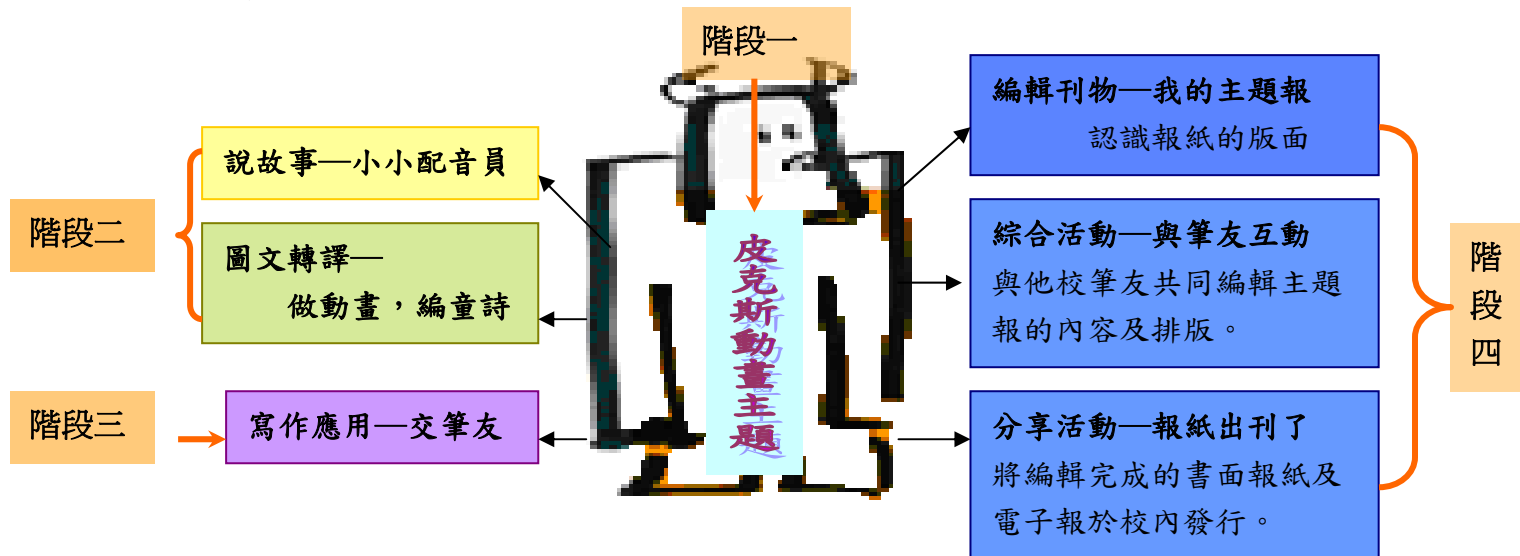 階段一
皮克斯動畫主題
階段二
說故事—小小配音員
圖文轉譯—
做動畫，編童詩
階段三
寫作應用—交筆友
編輯刊物—我的主題報
認識報紙的版面
綜合活動—與筆友互動
與他校筆友共同編輯主題
報的內容及排版。
分享活動—報紙出刊了
將編輯完成的書面報紙及
電子報於校內發行。
階段四